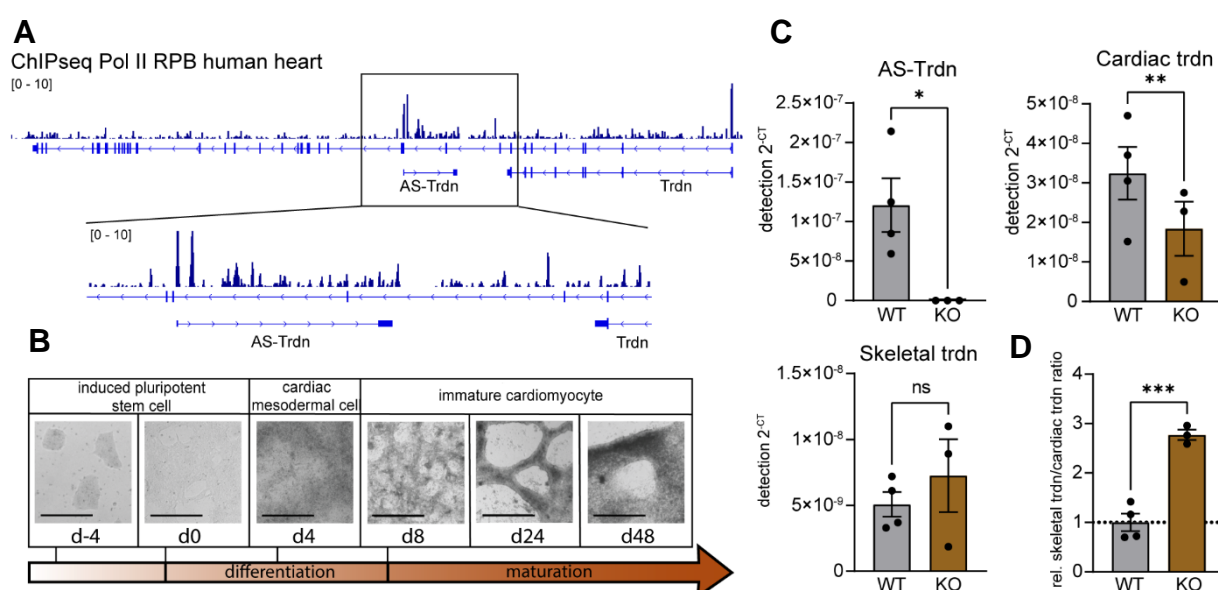 A
ChIPseq Pol II RPB human heart
[0 - 10]
AS-Trdn
Trdn
[0 - 10]
AS-Trdn
Trdn
B
induced pluripotent
stem cell
cardiac
mesodermal cell
immature cardiomyocyte
d-4
d0
d4
d8
d24
d48
differentiation
maturation
C
AS-Trdn
detection 2^-CT
2.5×10-7
2×10-7
1.5×10-7
1×10-7
5×10-8
0
*
WT
KO
Cardiac trdn
detection 2^-CT
5×10-8
4×10-8
3×10-8
2×10-8
1×10-8
0
**
WT
KO
Skeletal trdn
detection 2^-CT
1.5×10-8
1×10-8
5×10-9
0
ns
WT
KO
D
rel. skeletal trdn/cardiac trdn ratio
4
3
2
1
0
***
WT
KO